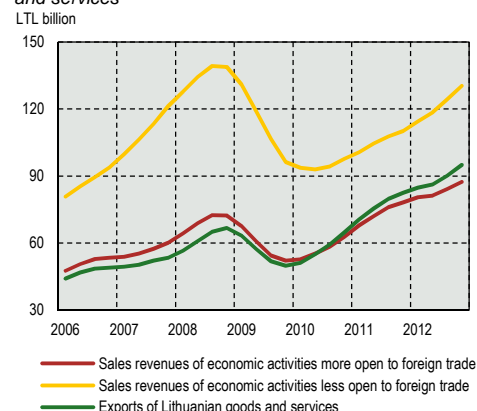 and services
LTL billion
150
120
90
60
30
2006 2007 2008 2009 2010 2011 2012
Sales revenues of economic activities more open to foreign trade
Sales revenues of economic activities less open to foreign trade
Exports of Lithuanian goods and services